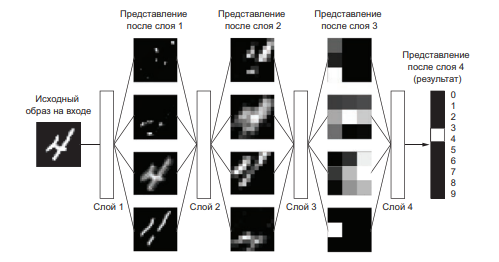 Представление
после слоя 1
Представление
после слоя 2
Представление
после слоя 3
Представление
после слоя 4
(результат)
Исходный
образ на входе
0
1
2
3
4
5
6
7
8
9
Слой 1
Слой 2
Слой 3
Слой 4